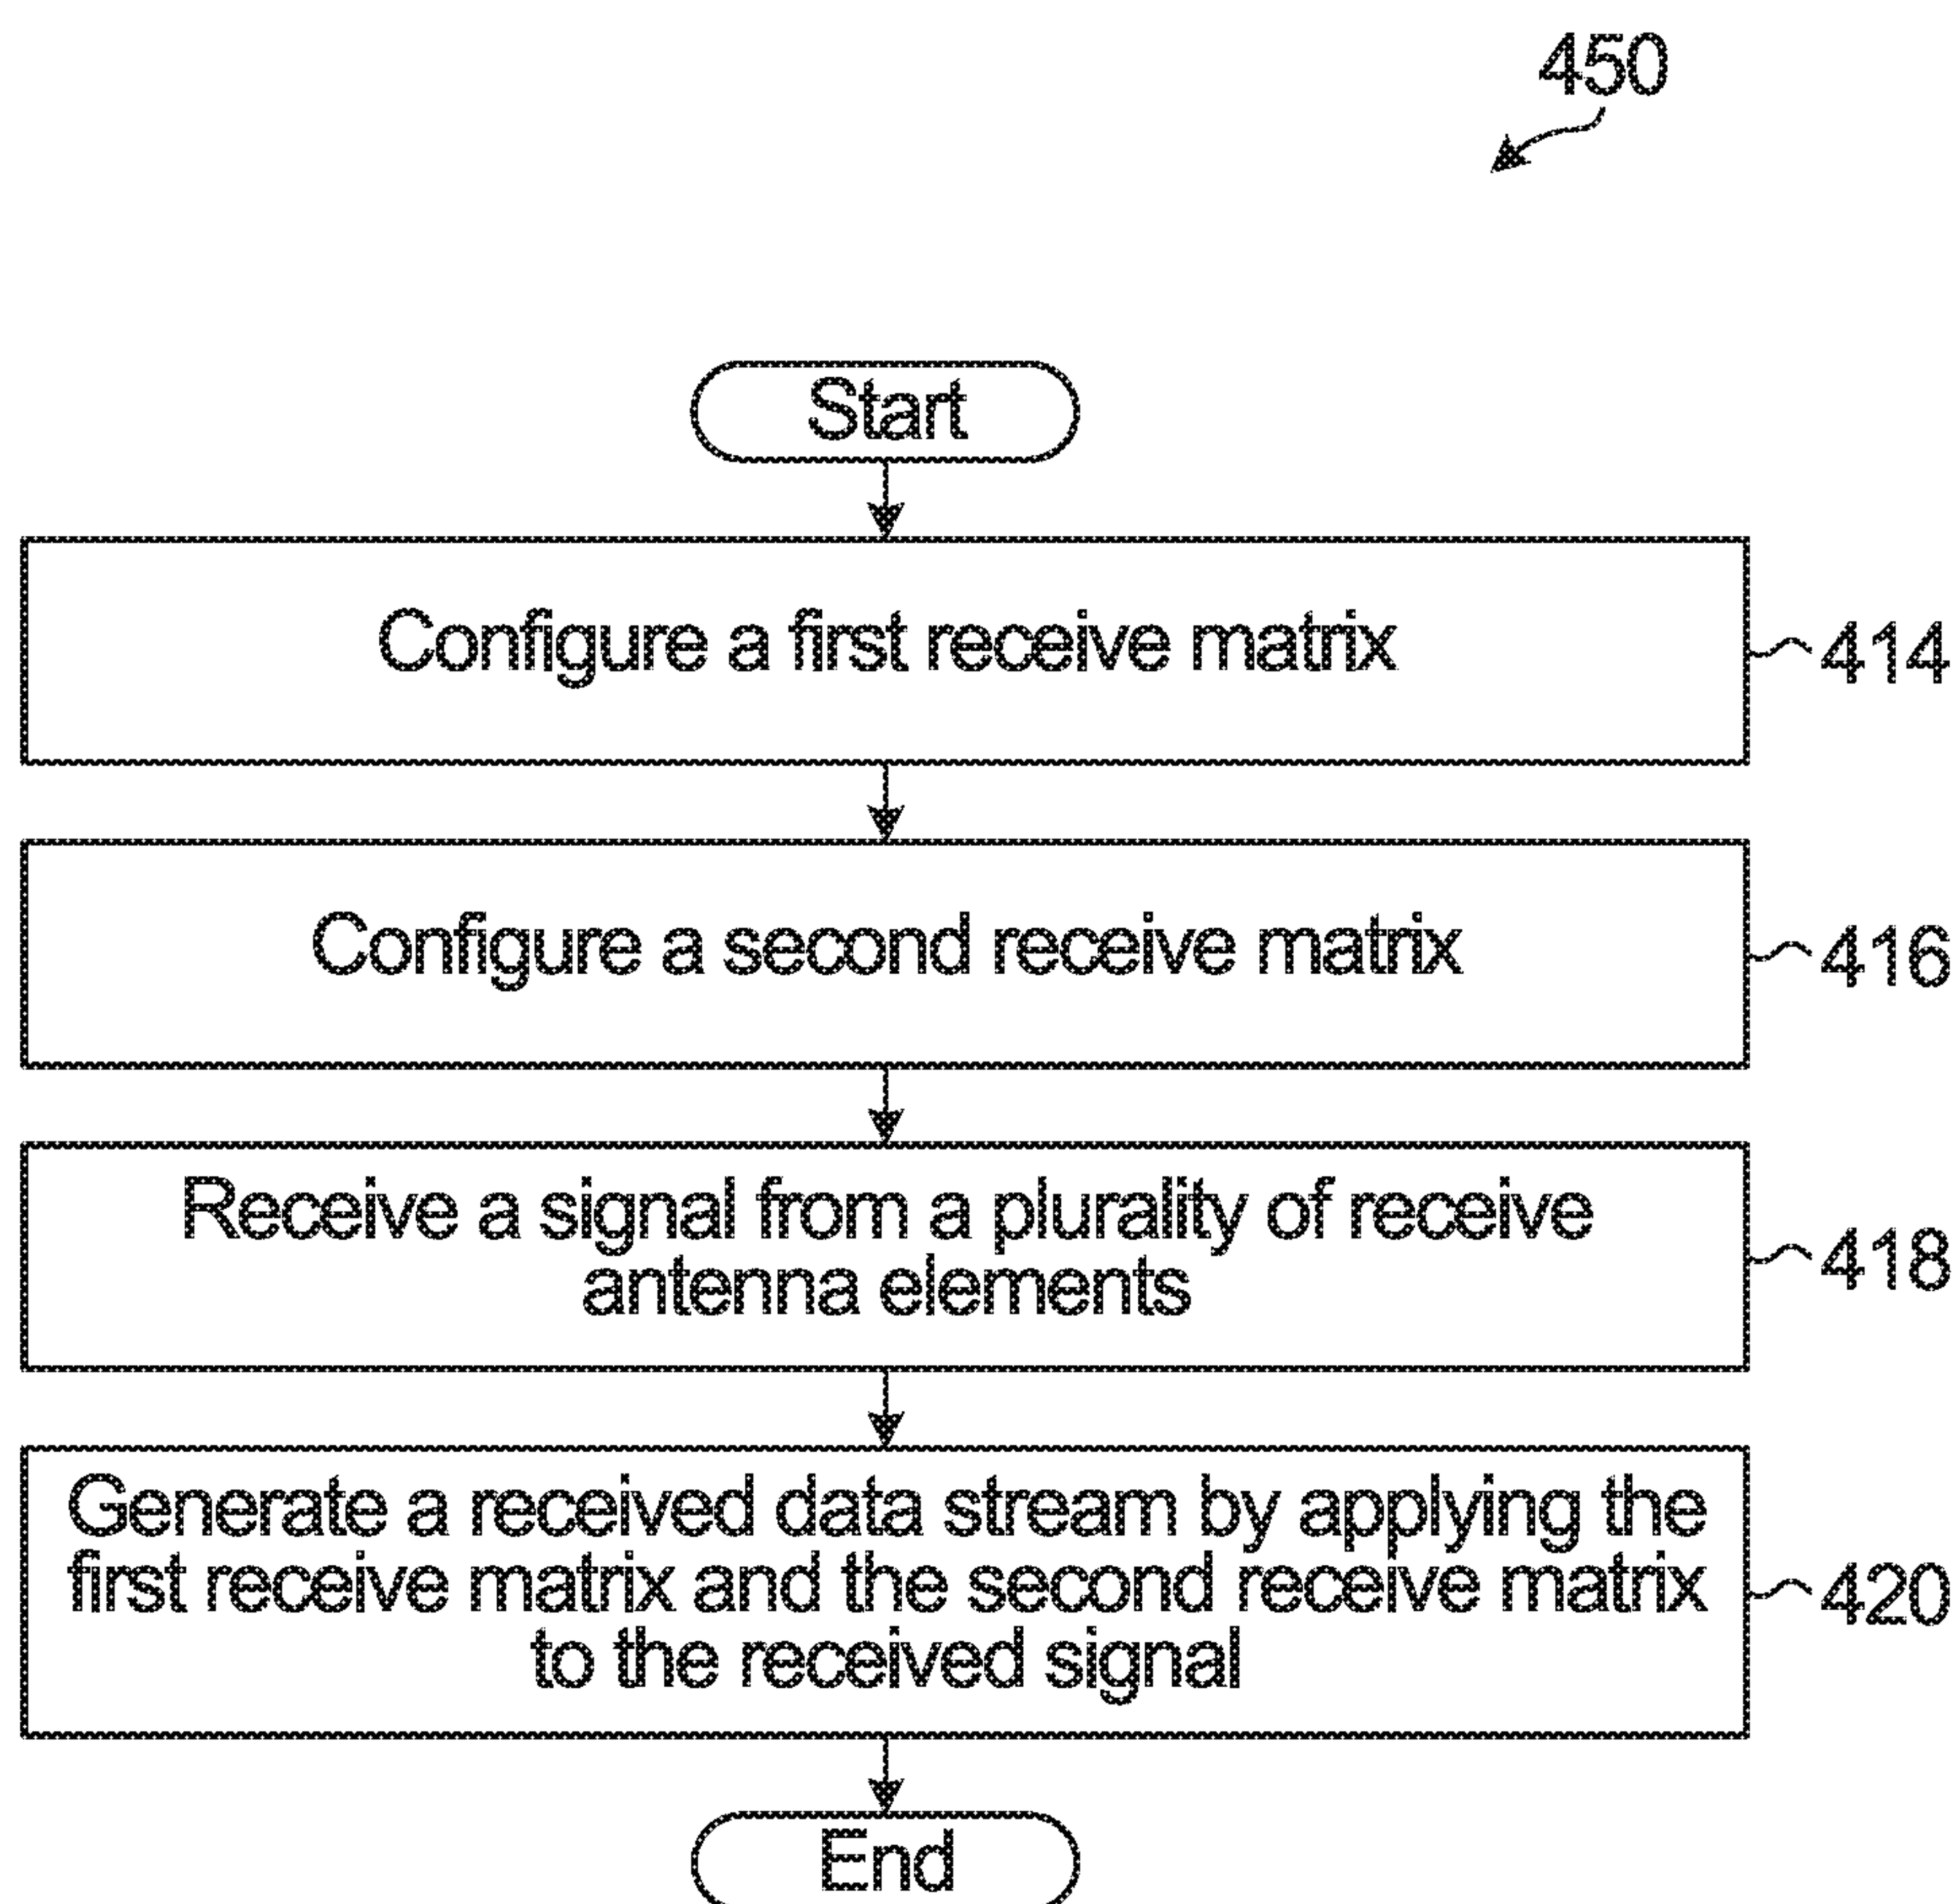 450
Start
Configure a first receive matrix
414
Configure a second receive matrix
416
Receive a signal from a plurality of receive
antenna elements
418
Generate a received data stream by applying the
first receive matrix and the second receive matrix
to the received signal
420
End